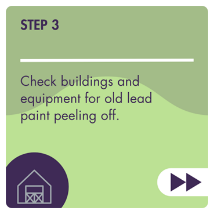 STEP 3
Check buildings and
equipment for old lead
paint peeling off.